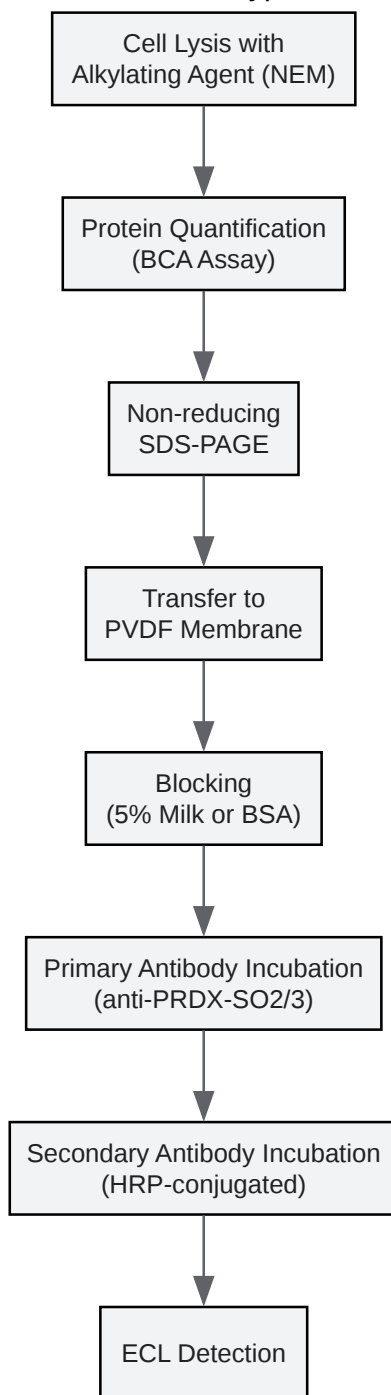 Cell Lysis with
Alkylating Agent (NEM)
Protein Quantification
(BCA Assay)
Non-reducing
SDS-PAGE
Transfer to
PVDF Membrane
Blocking
(5% Milk or BSA)
Primary Antibody Incubation
(anti-PRDX-SO2/3)
Secondary Antibody Incubation
(HRP-conjugated)
ECL Detection